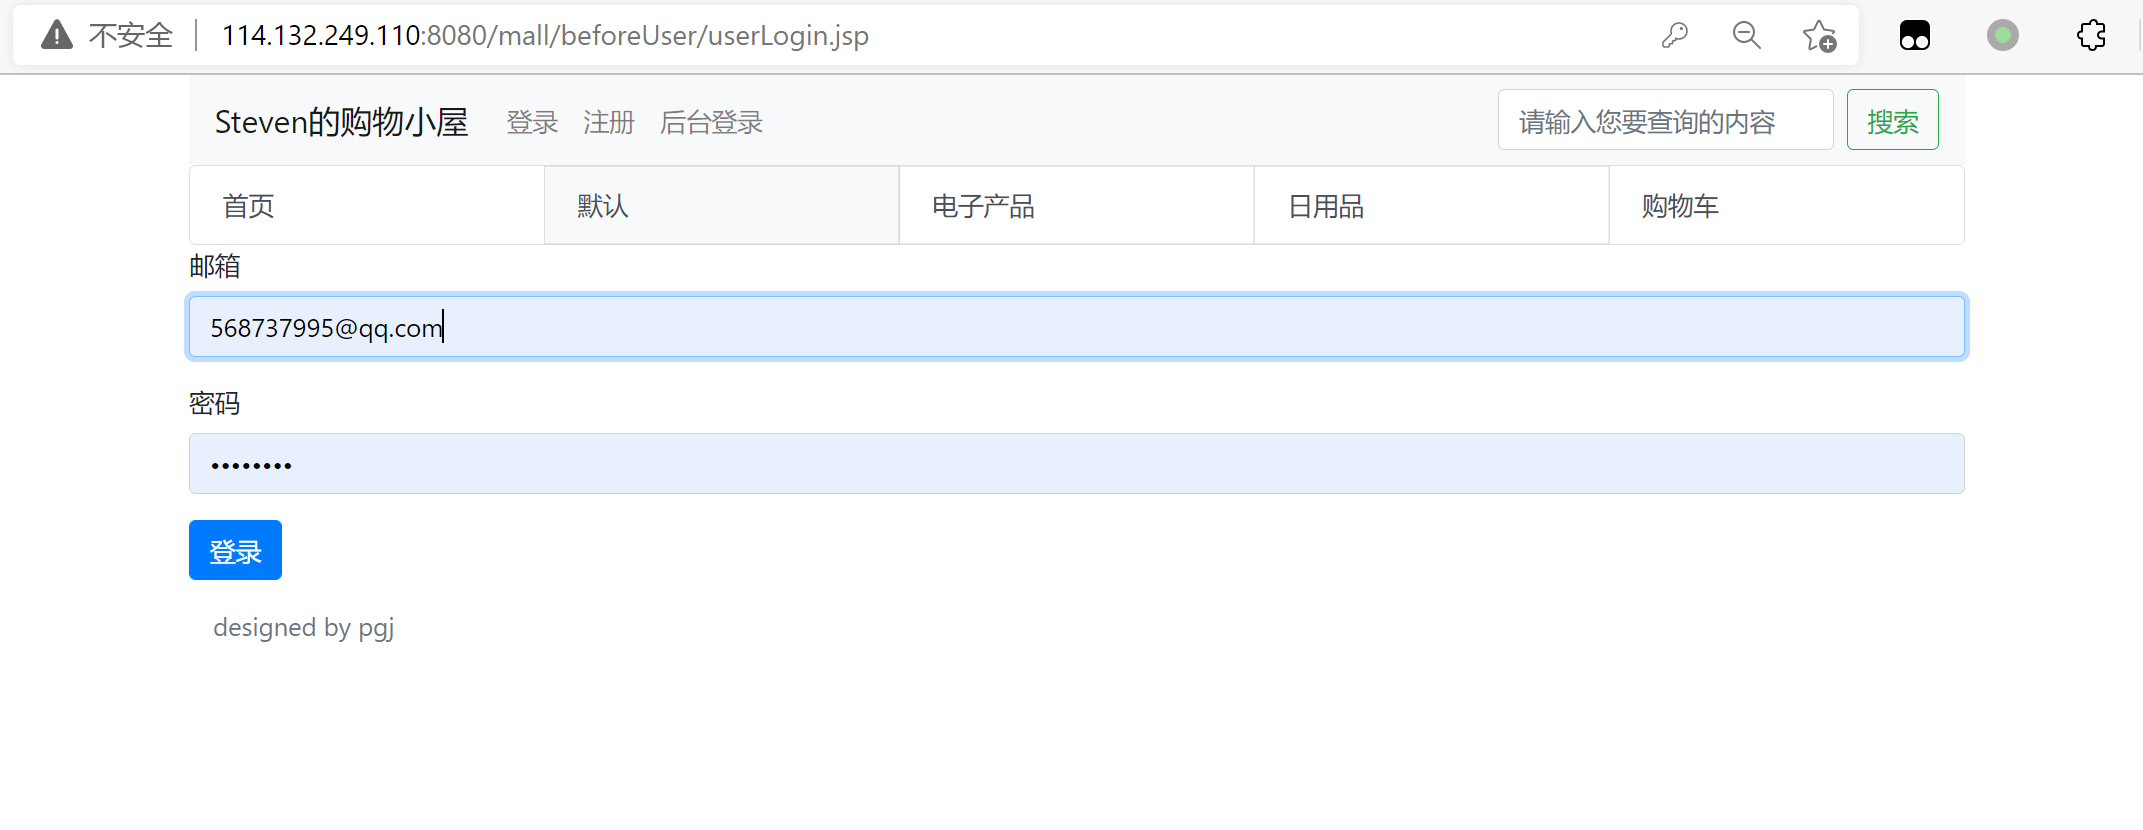 不安全 114.132.249.110:8080/mall/beforeUser/userLogin.jsp
Steven的购物小屋 登录 注册 后台登录 请输入您要查询的内容 搜索
首页 默认 电子产品 日用品 购物车
邮箱
568737995@qq.com
密码
••••••••
登录
designed by pgj